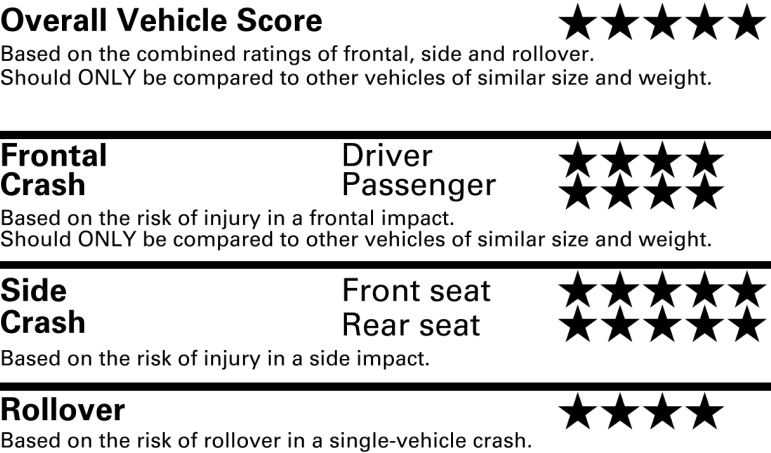 Overall Vehicle Score ★★★★★
Based on the combined ratings of frontal, side and rollover.
Should ONLY be compared to other vehicles of similar size and weight.
Frontal Driver ★★★★
Crash Passenger ★★★★
Based on the risk of injury in a frontal impact.
Should ONLY be compared to other vehicles of similar size and weight.
Side Front seat ★★★★★
Crash Rear seat ★★★★★
Based on the risk of injury in a side impact.
Rollover ★★★★
Based on the risk of rollover in a single-vehicle crash.